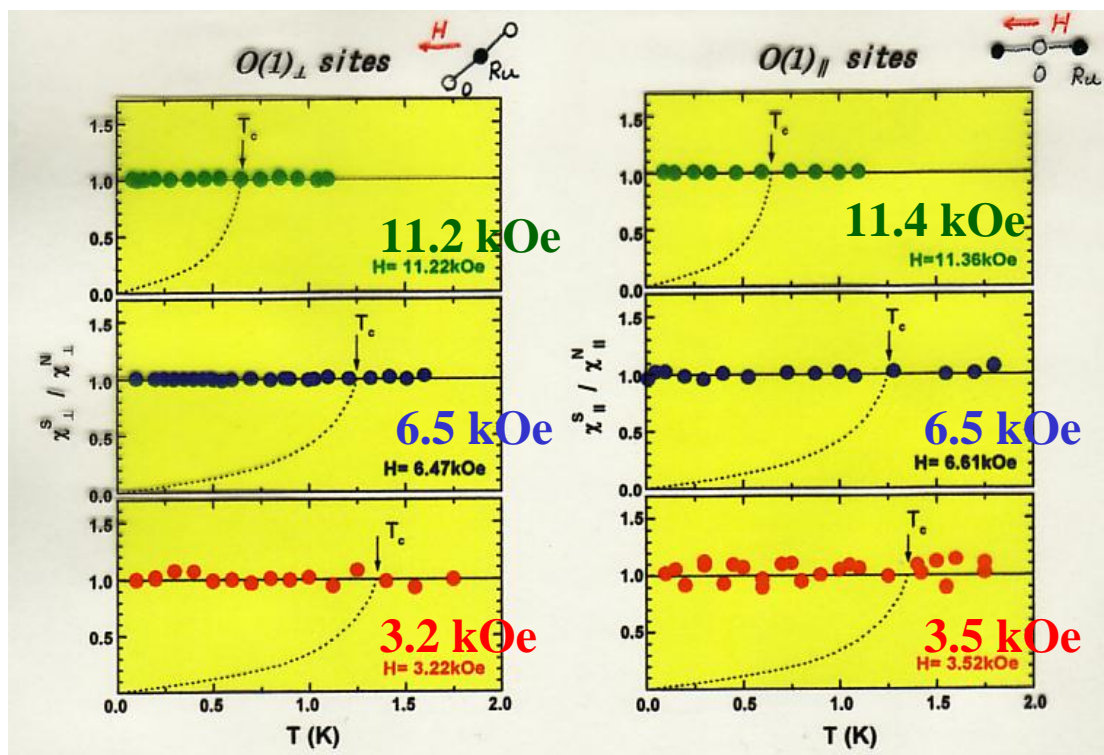 O(1)⊥ sites
H
Ru
O
1.5
1.0
0.5
0.0
Tc
11.2 kOe
H= 11.22kOe
1.5
1.0
0.5
0.0
Tc
6.5 kOe
H= 6.47kOe
χ⊥S / χ⊥N
1.5
1.0
0.5
Tc
3.2 kOe
H= 3.22kOe
0.0 0.5 1.0 1.5 2.0
T (K)
O(1)∥ sites
H
O Ru
1.5
1.0
0.5
0.0
Tc
11.4 kOe
H=11.36kOe
1.5
1.0
0.5
0.0
Tc
6.5 kOe
H= 6.61kOe
χ∥S / χ∥N
1.5
1.0
0.5
Tc
3.5 kOe
H= 3.52kOe
0.0 0.5 1.0 1.5 2.0
T (K)